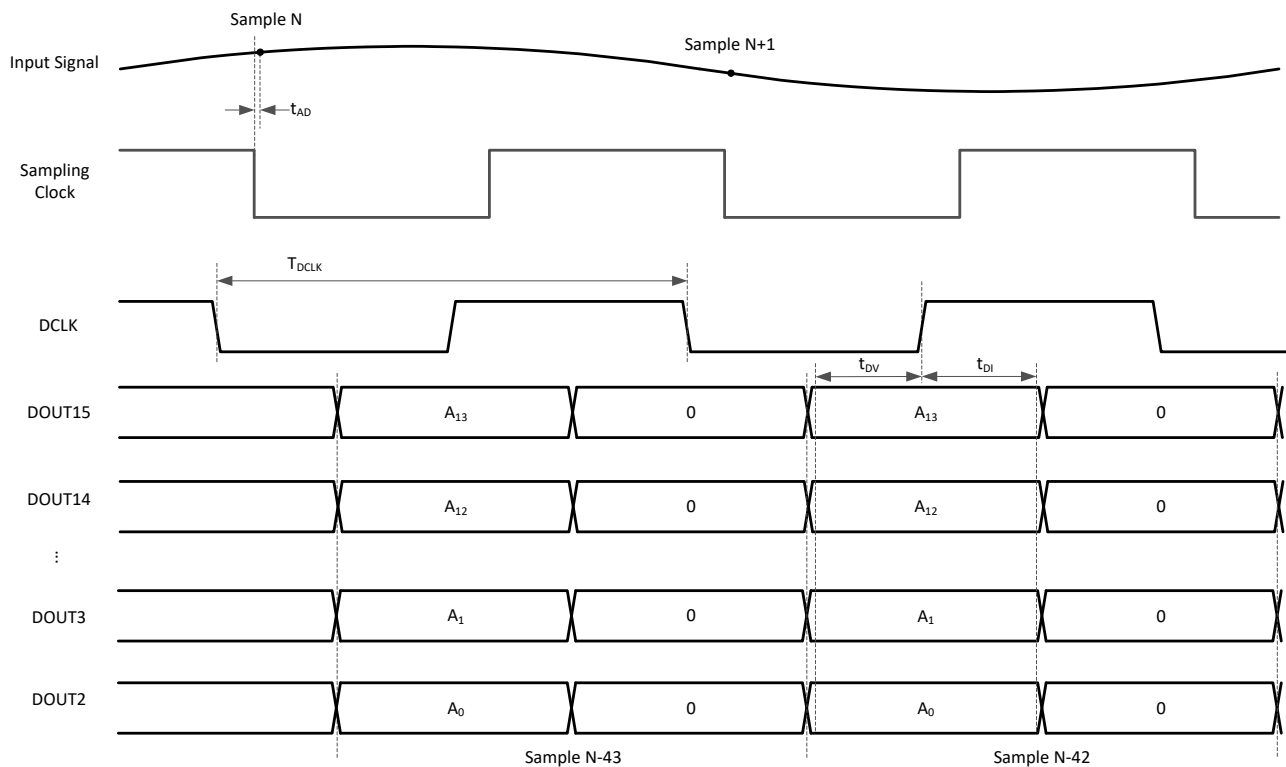 Sample N
Sample N+1
Input Signal
tAD
Sampling
Clock
TDCLK
DCLK
tDV
tDI
DOUT15
A13
0
A13
0
DOUT14
A12
0
A12
0
...
DOUT3
A1
0
A1
0
DOUT2
A0
0
A0
0
Sample N-43
Sample N-42